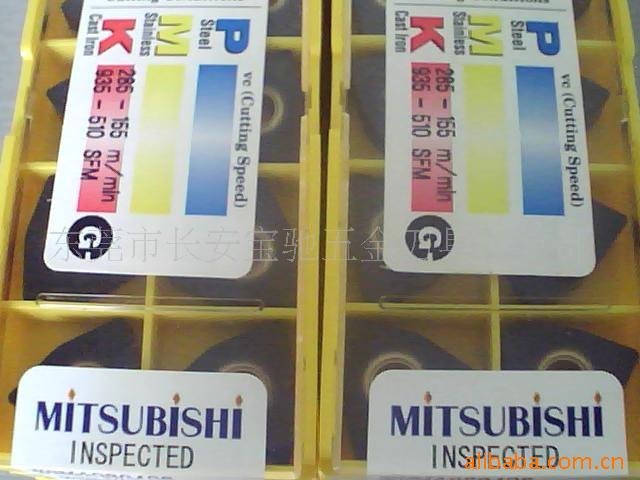 P Steel
M Stainless
K Cast Iron
vc (Cutting Speed)
285 - 155 m/min
935 - 510 SFM
G
MITSUBISHI
INSPECTED
P Steel
M Stainless
K Cast Iron
vc (Cutting Speed)
285 - 155 m/min
935 - 510 SFM
G
MITSUBISHI
INSPECTED
东莞市长安宝驰五金刀具
alibaba.com.cn